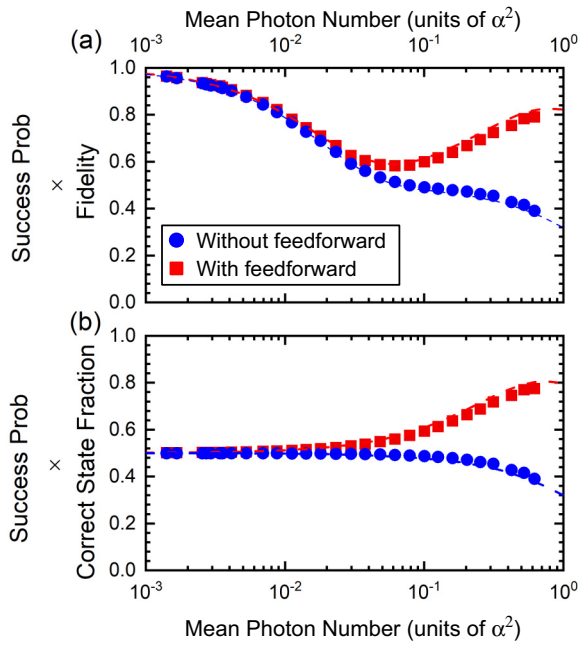 Mean Photon Number (units of α²)
(a)
10⁻³ 10⁻² 10⁻¹ 10⁰
1.0
0.8
0.6
0.4
0.2
0.0
Success Prob
×
Fidelity
Without feedforward
With feedforward
(b)
1.0
0.8
0.6
0.4
0.2
0.0
Success Prob
×
Correct State Fraction
10⁻³ 10⁻² 10⁻¹ 10⁰
Mean Photon Number (units of α²)